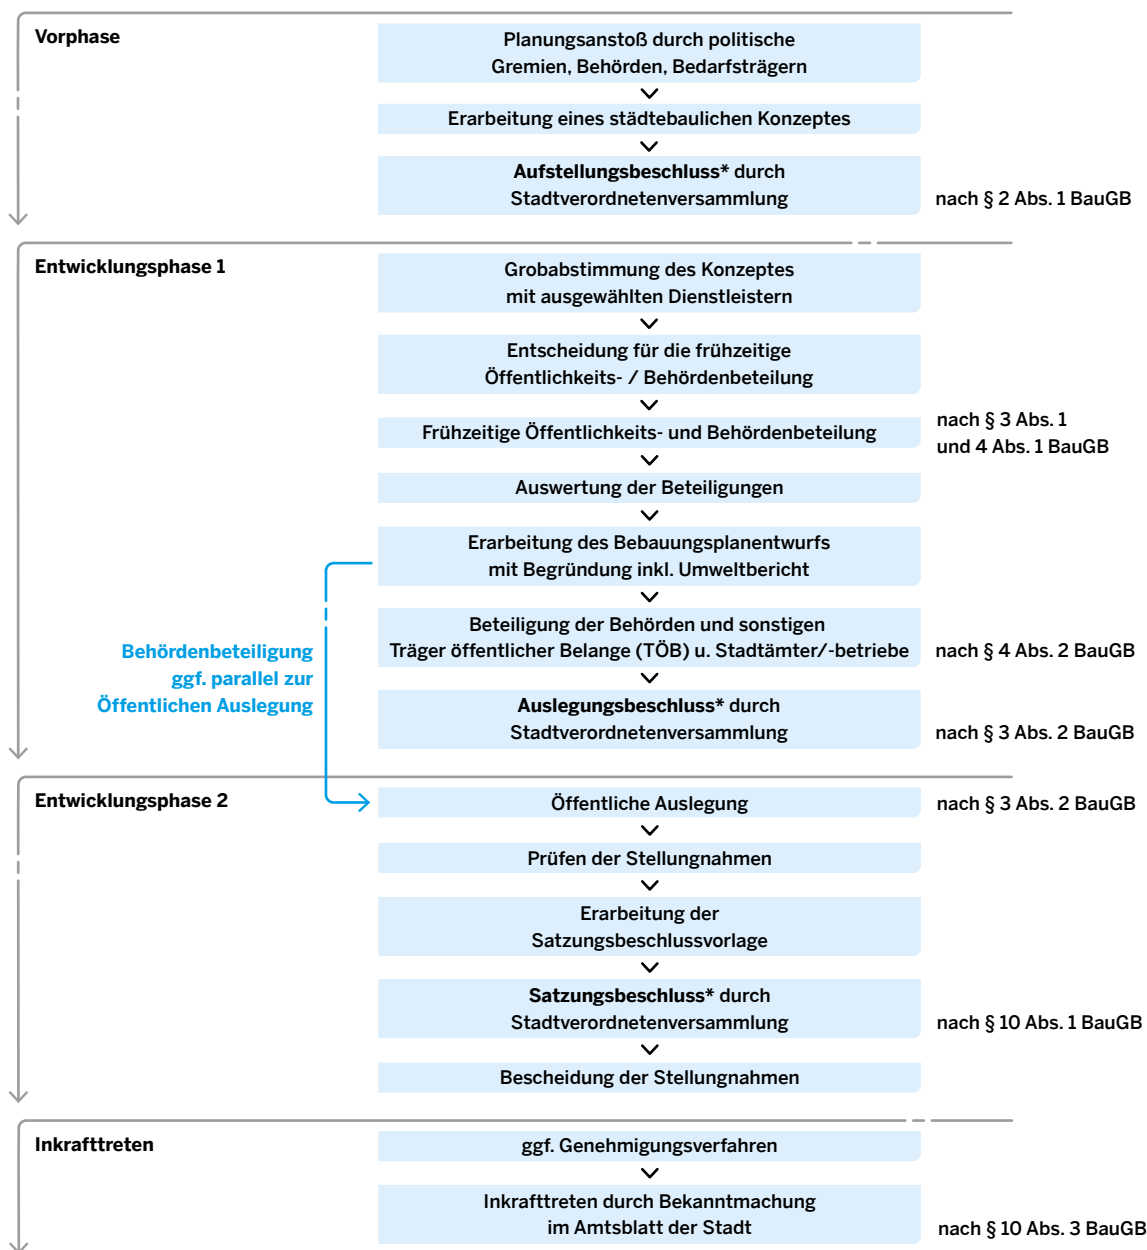 Vorphase
Planungsanstoß durch politische
Gremien, Behörden, Bedarfsträgern
Erarbeitung eines städtebaulichen Konzeptes
Aufstellungsbeschluss* durch
Stadtverordnetenversammlung
nach § 2 Abs. 1 BauGB
Entwicklungsphase 1
Grobabstimmung des Konzeptes
mit ausgewählten Dienstleistern
Entscheidung für die frühzeitige
Öffentlichkeits- / Behördenbeteilung
Frühzeitige Öffentlichkeits- und Behördenbeteilung
nach § 3 Abs. 1
und 4 Abs. 1 BauGB
Auswertung der Beteiligungen
Erarbeitung des Bebauungsplanentwurfs
mit Begründung inkl. Umweltbericht
Beteiligung der Behörden und sonstigen
Träger öffentlicher Belange (TÖB) u. Stadtämter/-betriebe
nach § 4 Abs. 2 BauGB
Behördenbeteiligung
ggf. parallel zur
Öffentlichen Auslegung
Auslegungsbeschluss* durch
Stadtverordnetenversammlung
nach § 3 Abs. 2 BauGB
Entwicklungsphase 2
Öffentliche Auslegung
nach § 3 Abs. 2 BauGB
Prüfen der Stellungnahmen
Erarbeitung der
Satzungsbeschlussvorlage
Satzungsbeschluss* durch
Stadtverordnetenversammlung
nach § 10 Abs. 1 BauGB
Bescheidung der Stellungnahmen
Inkrafttreten
ggf. Genehmigungsverfahren
Inkrafttreten durch Bekanntmachung
im Amtsblatt der Stadt
nach § 10 Abs. 3 BauGB